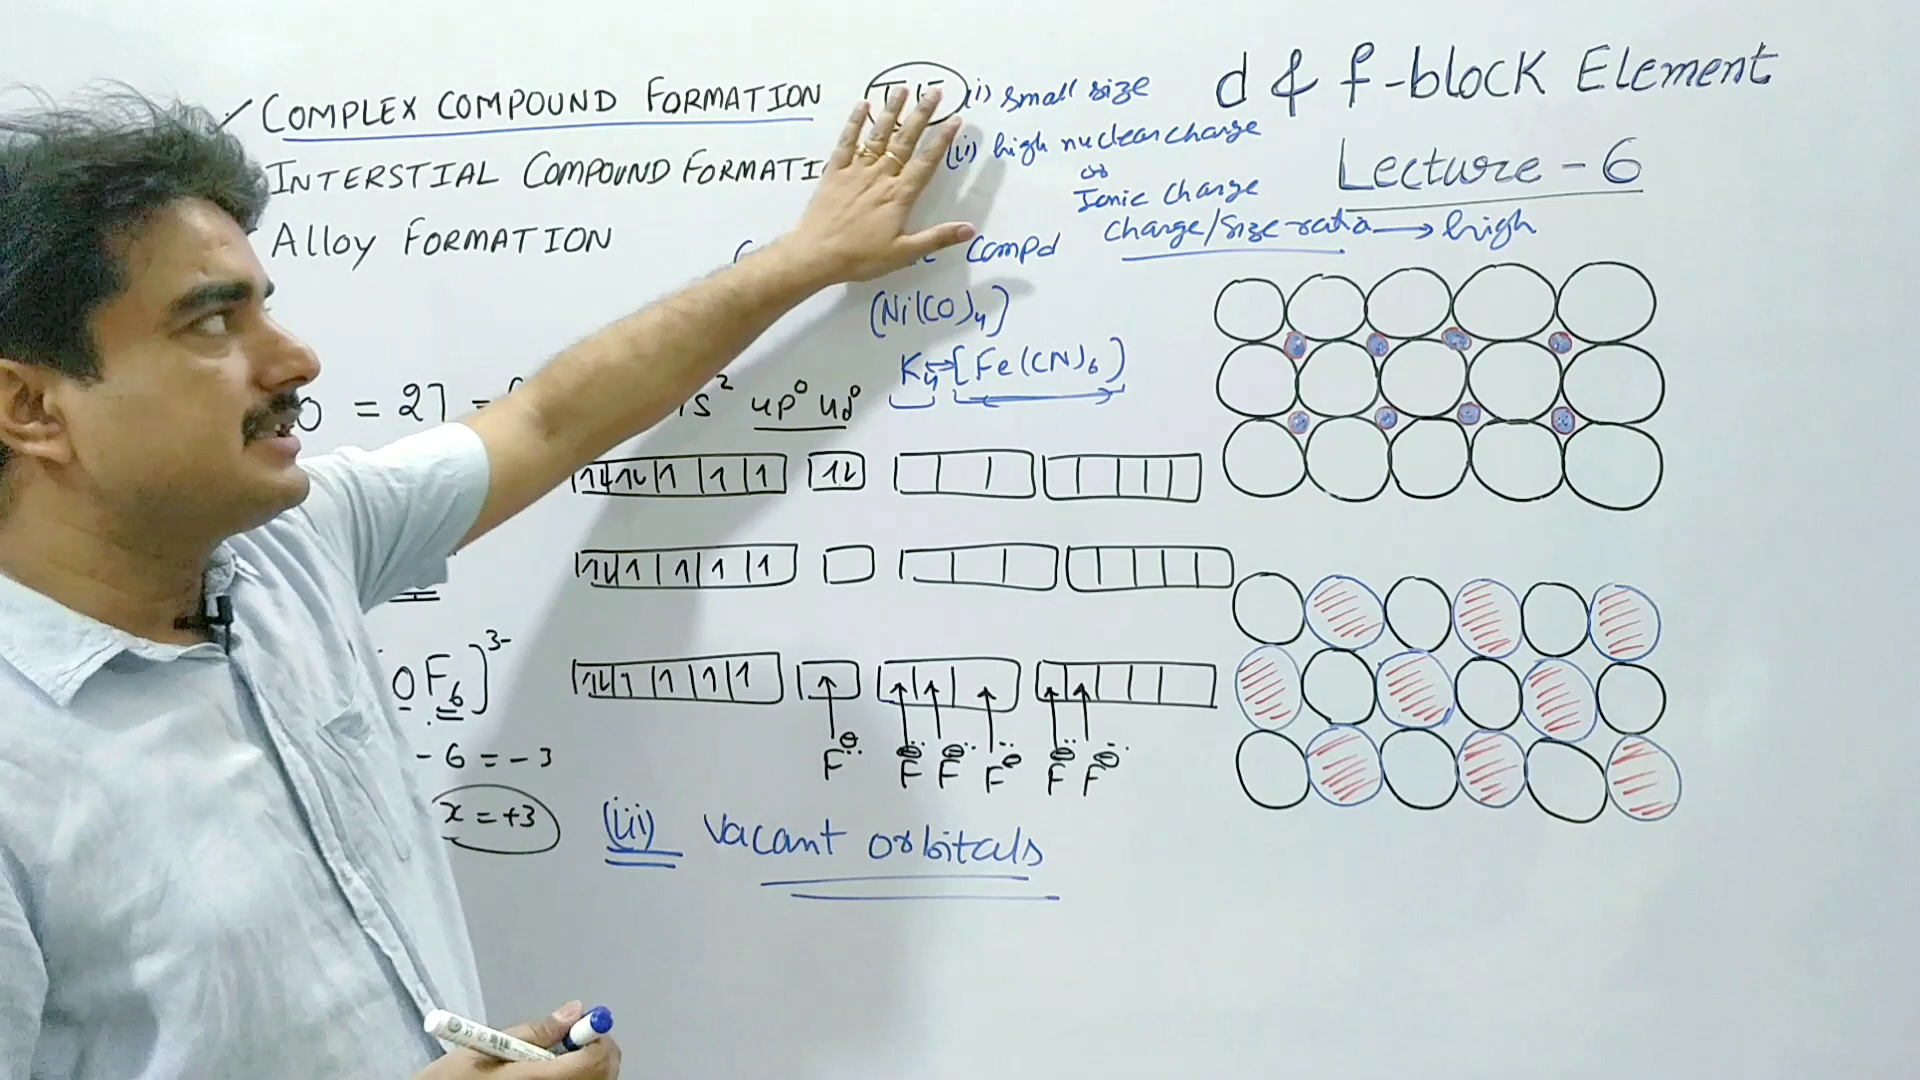 ✓ COMPLEX COMPOUND FORMATION
INTERSTIAL COMPOUND FORMATI
Alloy FORMATION
(i) small size
(ii) high nuclear charge
or
Ionic charge
charge/size ratio → high
d & f-block Element
Lecture - 6
Compd
(Ni(CO)4)
K4[Fe(CN)6]
= 27
s² 4p⁰ 4d⁰
F6]³⁻
- 6 = - 3
x = +3
F F F F F F
(iii) Vacant orbitals